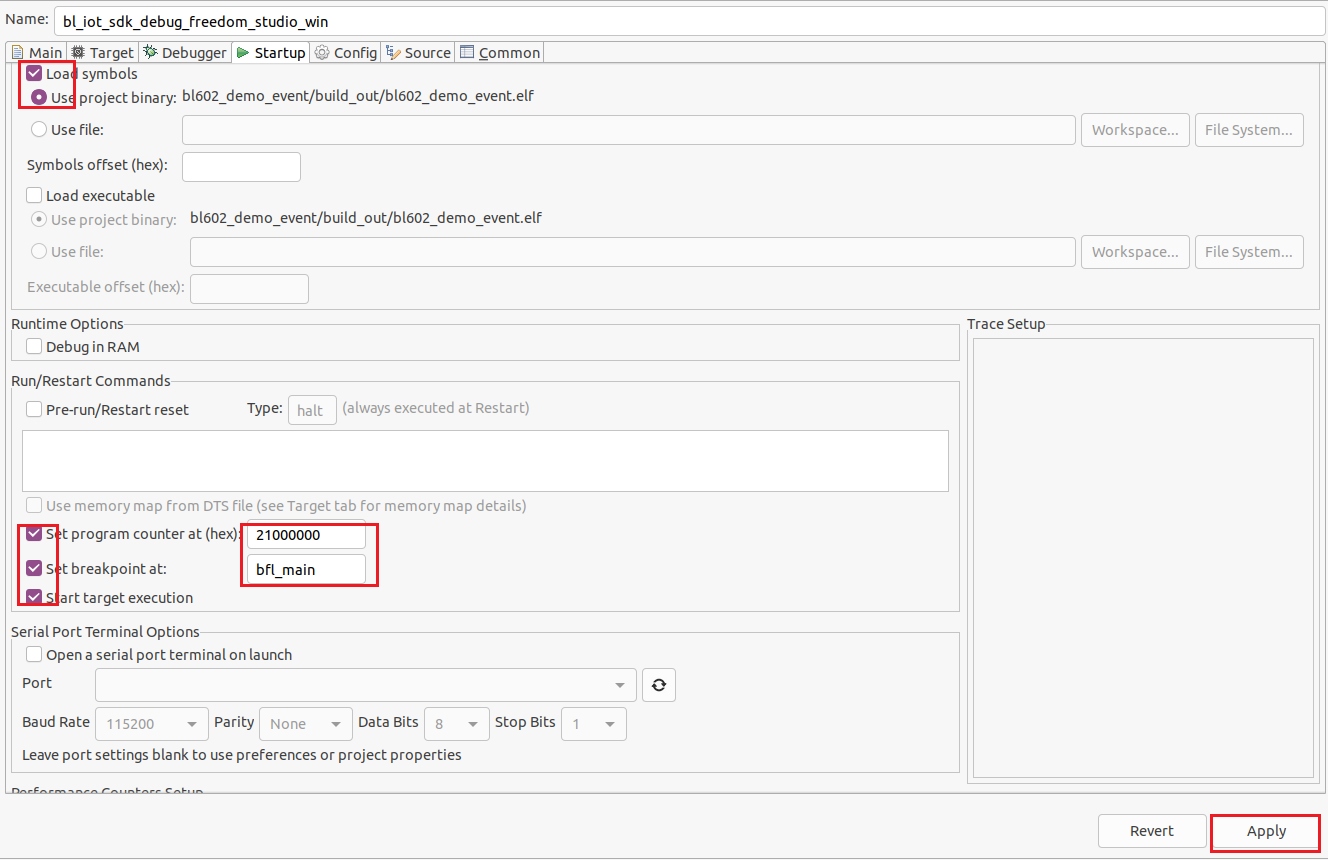 Name: bl_iot_sdk_debug_freedom_studio_win
Main Target Debugger Startup Config Source Common
Load symbols
Use project binary: bl602_demo_event/build_out/bl602_demo_event.elf
Use file: Workspace... File System...
Symbols offset (hex):
Load executable
Use project binary: bl602_demo_event/build_out/bl602_demo_event.elf
Use file: Workspace... File System...
Executable offset (hex):
Runtime Options
Trace Setup
Debug in RAM
Run/Restart Commands
Pre-run/Restart reset Type: halt (always executed at Restart)
Use memory map from DTS file (see Target tab for memory map details)
Set program counter at (hex): 21000000
Set breakpoint at: bfl_main
Start target execution
Serial Port Terminal Options
Open a serial port terminal on launch
Port
Baud Rate 115200 Parity None Data Bits 8 Stop Bits 1
Leave port settings blank to use preferences or project properties
Performance Counters Setup
Revert Apply